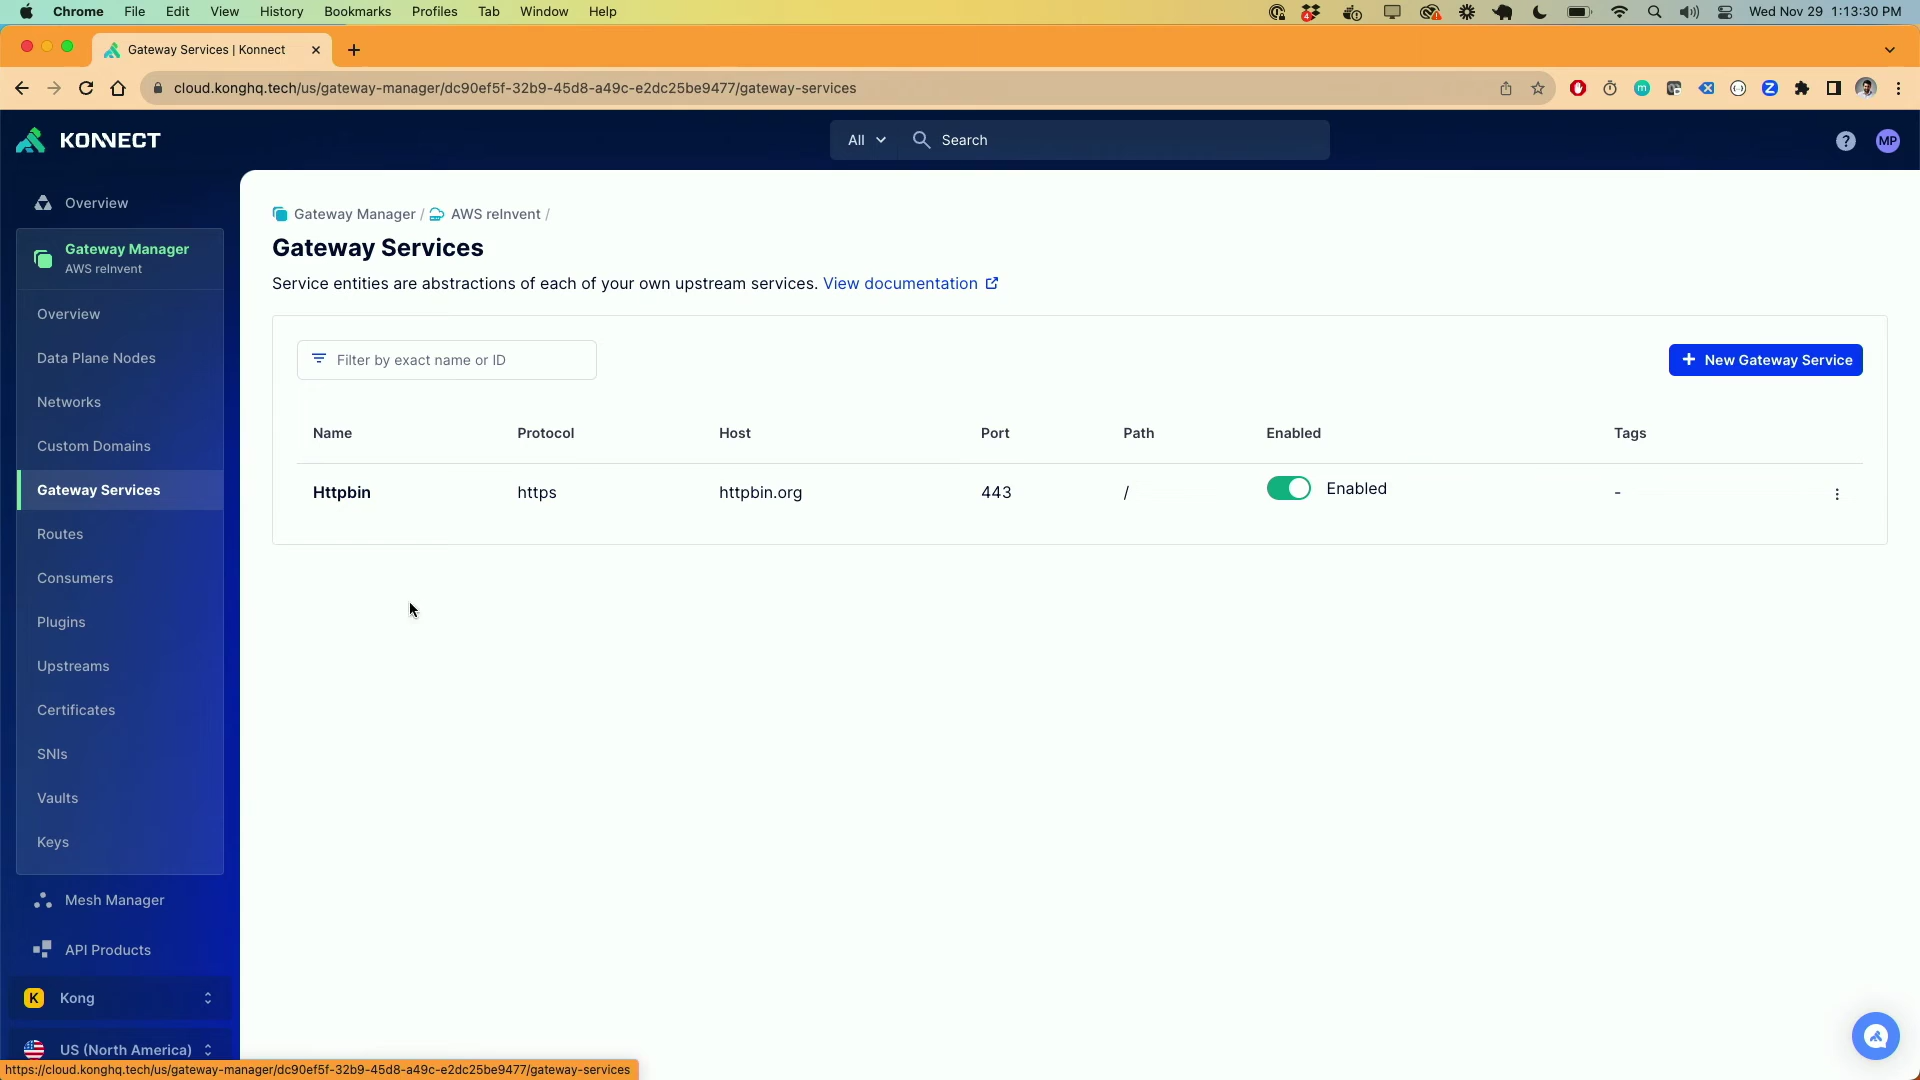 Chrome File Edit View History Bookmarks Profiles Tab Window Help
4
Wed Nov 29 1:13:30 PM
Gateway Services | Konnect
cloud.konghq.tech/us/gateway-manager/dc90ef5f-32b9-45d8-a49c-e2dc25be9477/gateway-services
m
Z
KONNECT
All
Search
?
MP
Overview
Gateway Manager
AWS reInvent
Overview
Data Plane Nodes
Networks
Custom Domains
Gateway Services
Routes
Consumers
Plugins
Upstreams
Certificates
SNIs
Vaults
Keys
Mesh Manager
API Products
K Kong
US (North America)
Gateway Manager / AWS reInvent /
Gateway Services
Service entities are abstractions of each of your own upstream services. View documentation
Filter by exact name or ID
+ New Gateway Service
Name Protocol Host Port Path Enabled Tags
Httpbin https httpbin.org 443 / Enabled -
https://cloud.konghq.tech/us/gateway-manager/dc90ef5f-32b9-45d8-a49c-e2dc25be9477/gateway-services